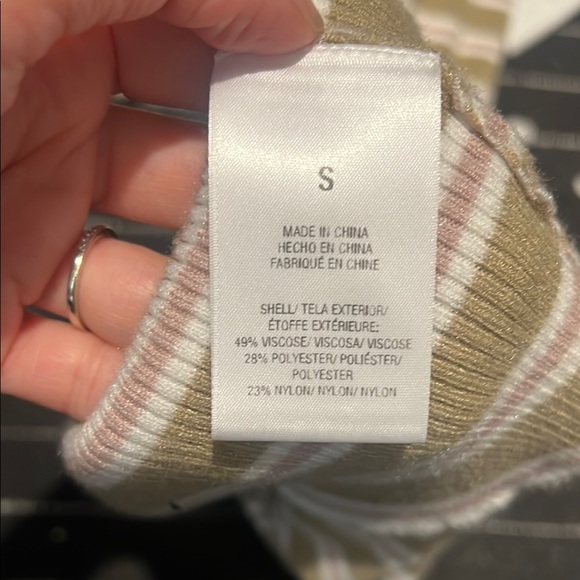 S
MADE IN CHINA
HECHO EN CHINA
FABRIQUÉ EN CHINE
SHELL/ TELA EXTERIOR/
ÉTOFFE EXTÉRIEURE:
49% VISCOSE/ VISCOSA/ VISCOSE
28% POLYESTER/ POLIÉSTER/
POLYESTER
23% NYLON/ NYLON/ NYLON